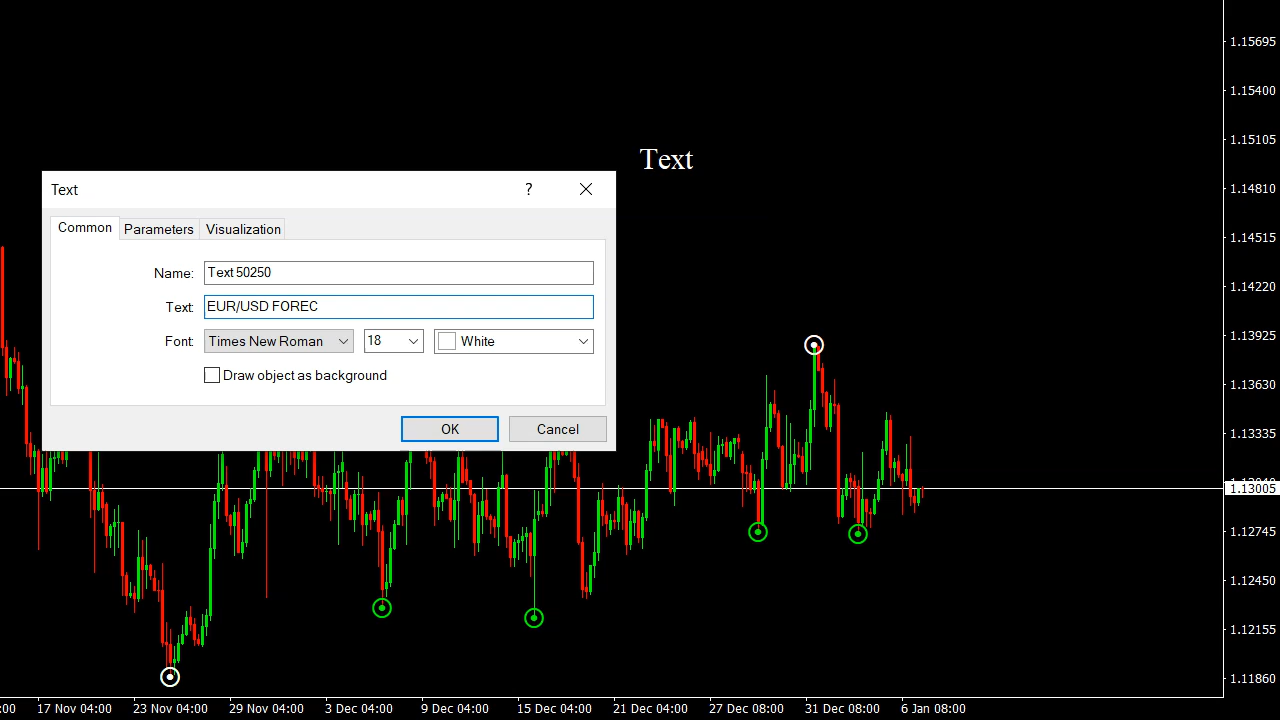 1.15695
1.15400
1.15105
Text
1.14810
Text ?
Common Parameters Visualization
1.14515
Name: Text 50250
1.14220
Text: EUR/USD FOREC
Font: Times New Roman 18 White
1.13925
Draw object as background
1.13630
OK Cancel
1.13335
1.13005
1.12745
1.12450
1.12155
1.11860
:00 17 Nov 04:00 23 Nov 04:00 29 Nov 04:00 3 Dec 04:00 9 Dec 04:00 15 Dec 04:00 21 Dec 04:00 27 Dec 08:00 31 Dec 08:00 6 Jan 08:00